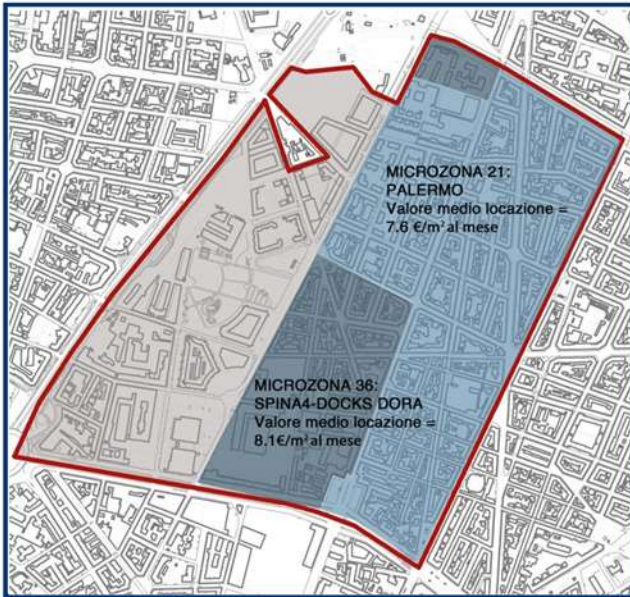 MICROZONA 21:
PALERMO
Valore medio locazione =
7.6 €/m² al mese
MICROZONA 36:
SPINA4-DOCKS DORA
Valore medio locazione =
8.1€/m² al mese